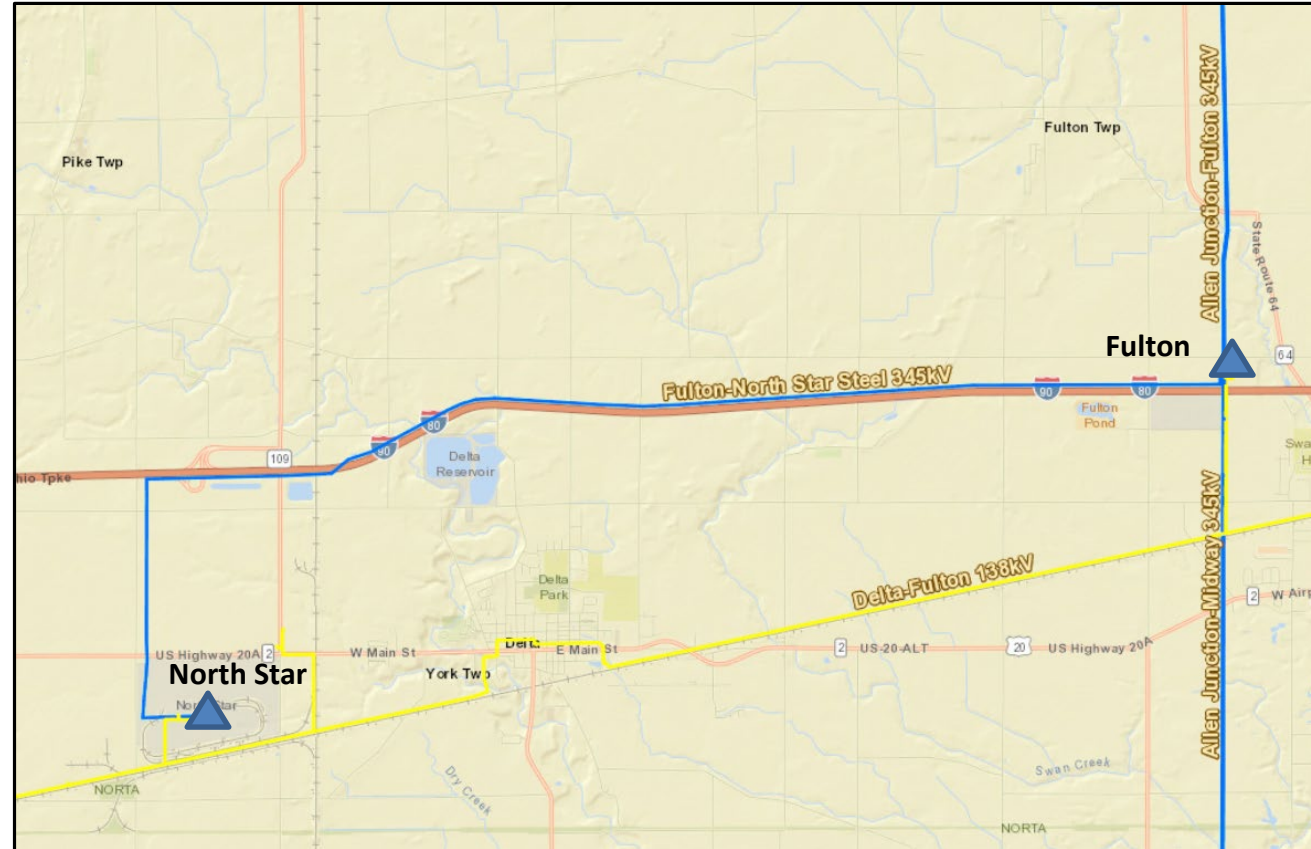 Pike Twp
Fulton Twp
Allen Junction-Fulton 345kV
State Route 64
64
Fulton
Fulton-North Star Steel 345kV
90
80
Fulton
Pond
80
90
109
Delta
Reservoir
hio Tpke
Swa
H
Allen Junction-Midway 345kV
Delta-Fulton 138kV
Delta
Park
2
W Airp
US Highway 20A
2
W Main St
Delta
E Main St
2
US-20-ALT
20
US Highway 20A
York Two
North Star
Swan Creek
Dry Creek
NORTA
NORTA